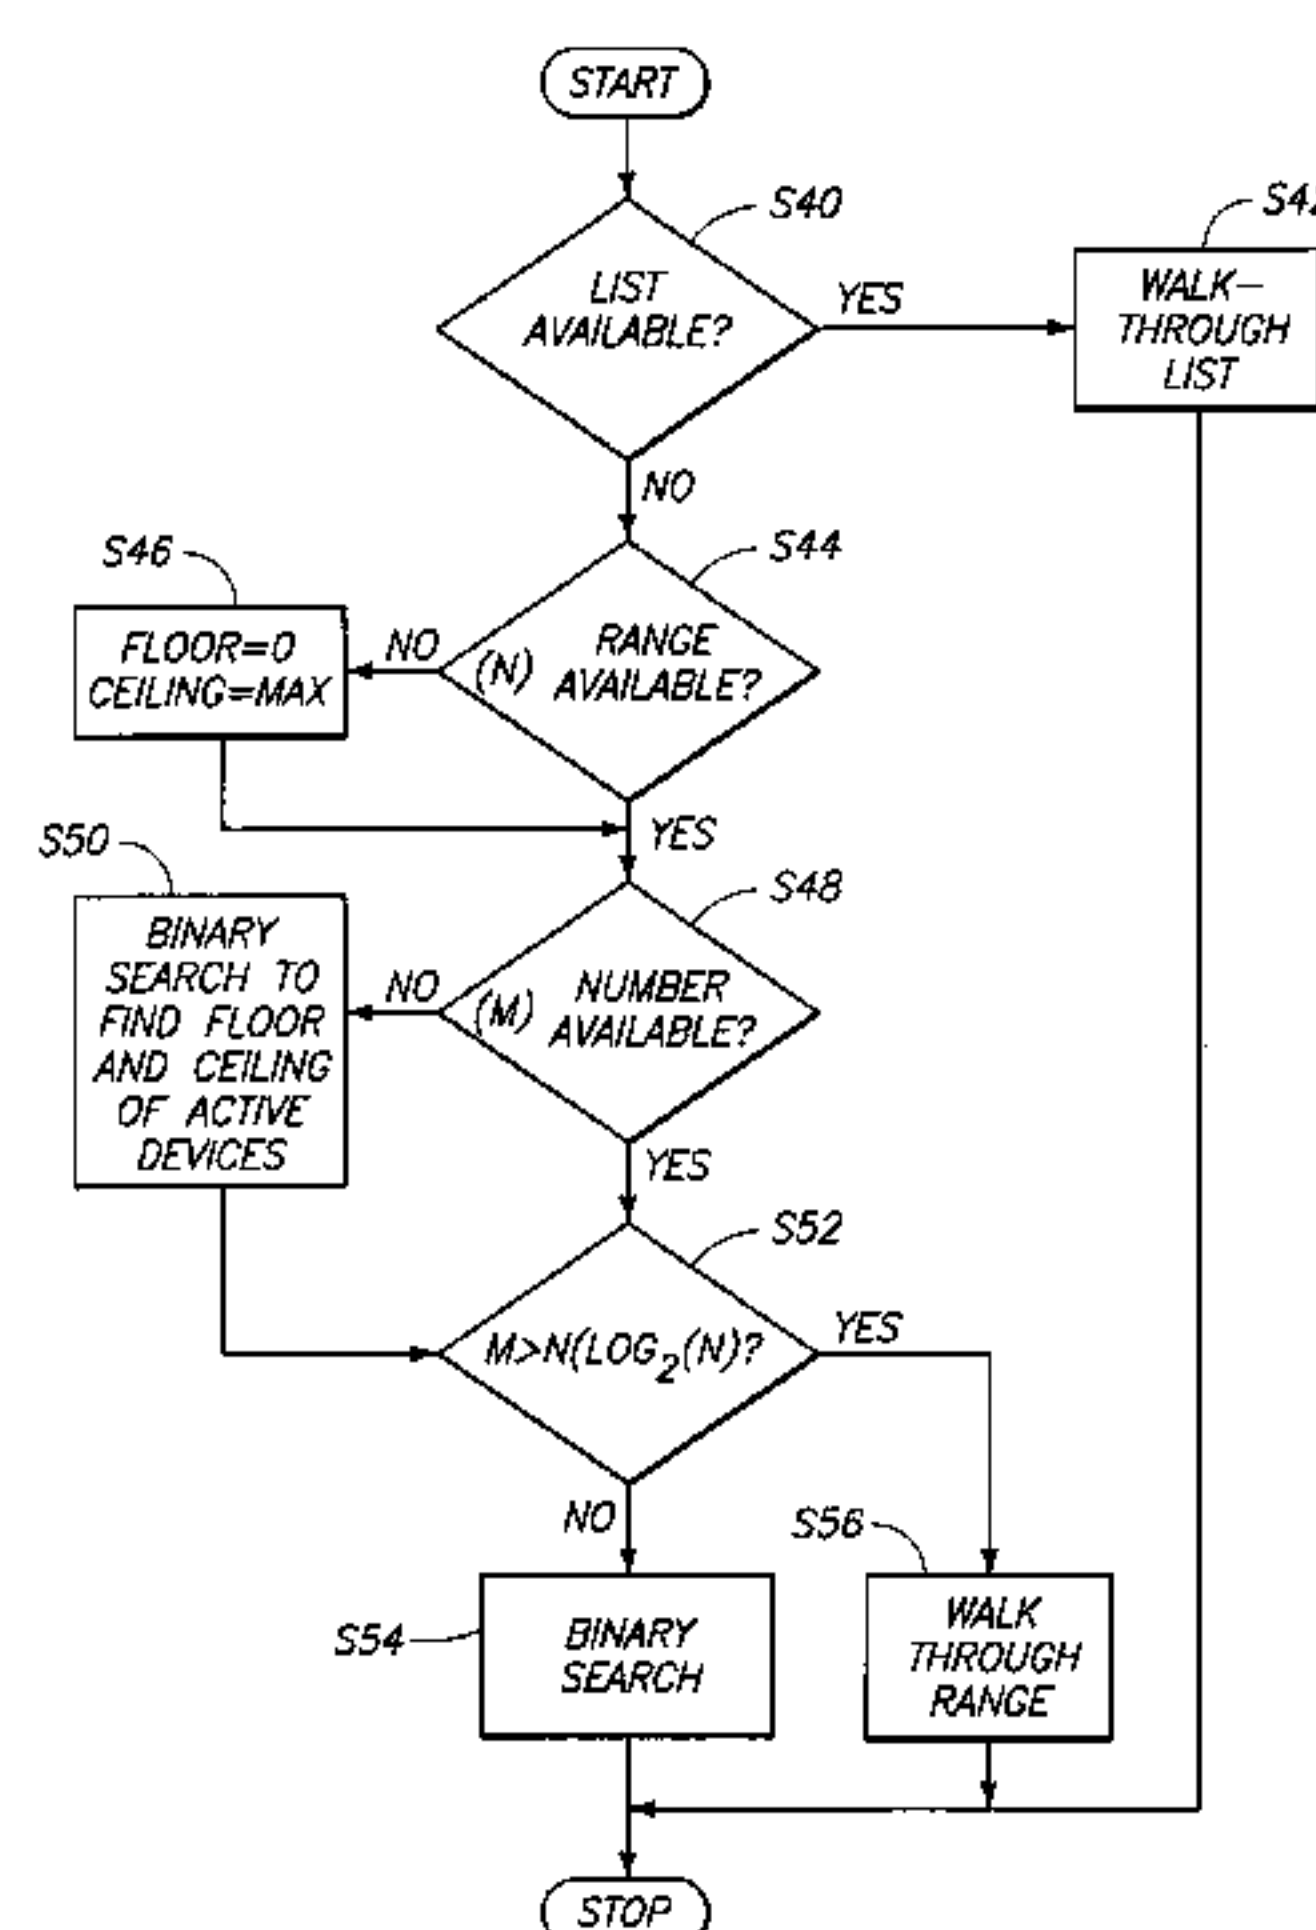 START
S40
LIST
AVAILABLE?
YES
WALK-
THROUGH
LIST
NO
S44
S46
FLOOR=0
CEILING=MAX
NO
(N) RANGE
AVAILABLE?
YES
S50
S48
BINARY
SEARCH TO
FIND FLOOR
AND CEILING
OF ACTIVE
DEVICES
NO
(M) NUMBER
AVAILABLE?
YES
S52
M>N(LOG2(N)?
YES
NO
S56
S54
BINARY
SEARCH
WALK
THROUGH
RANGE
STOP